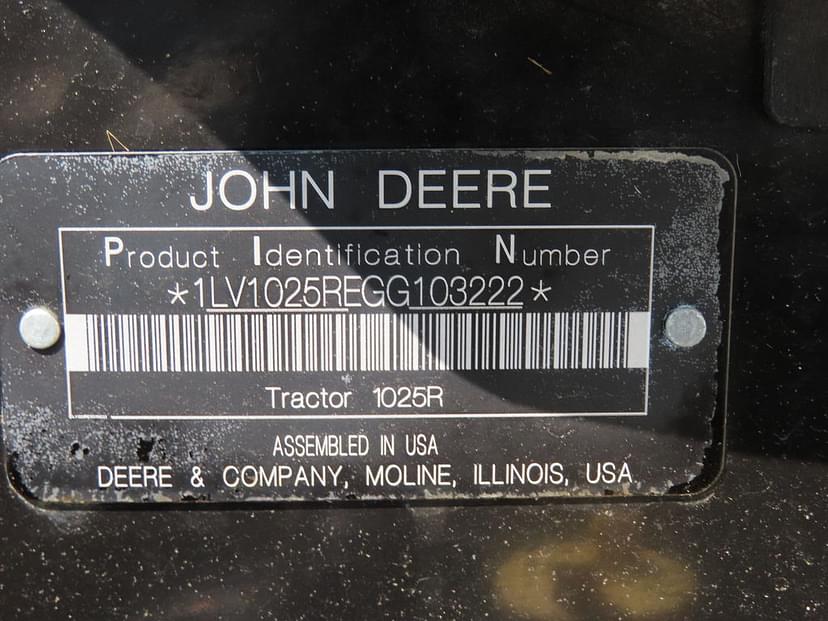 JOHN DEERE
Product Identification Number
*1LV1025REGG103222*
Tractor 1025R
ASSEMBLED IN USA
DEERE & COMPANY, MOLINE, ILLINOIS, USA